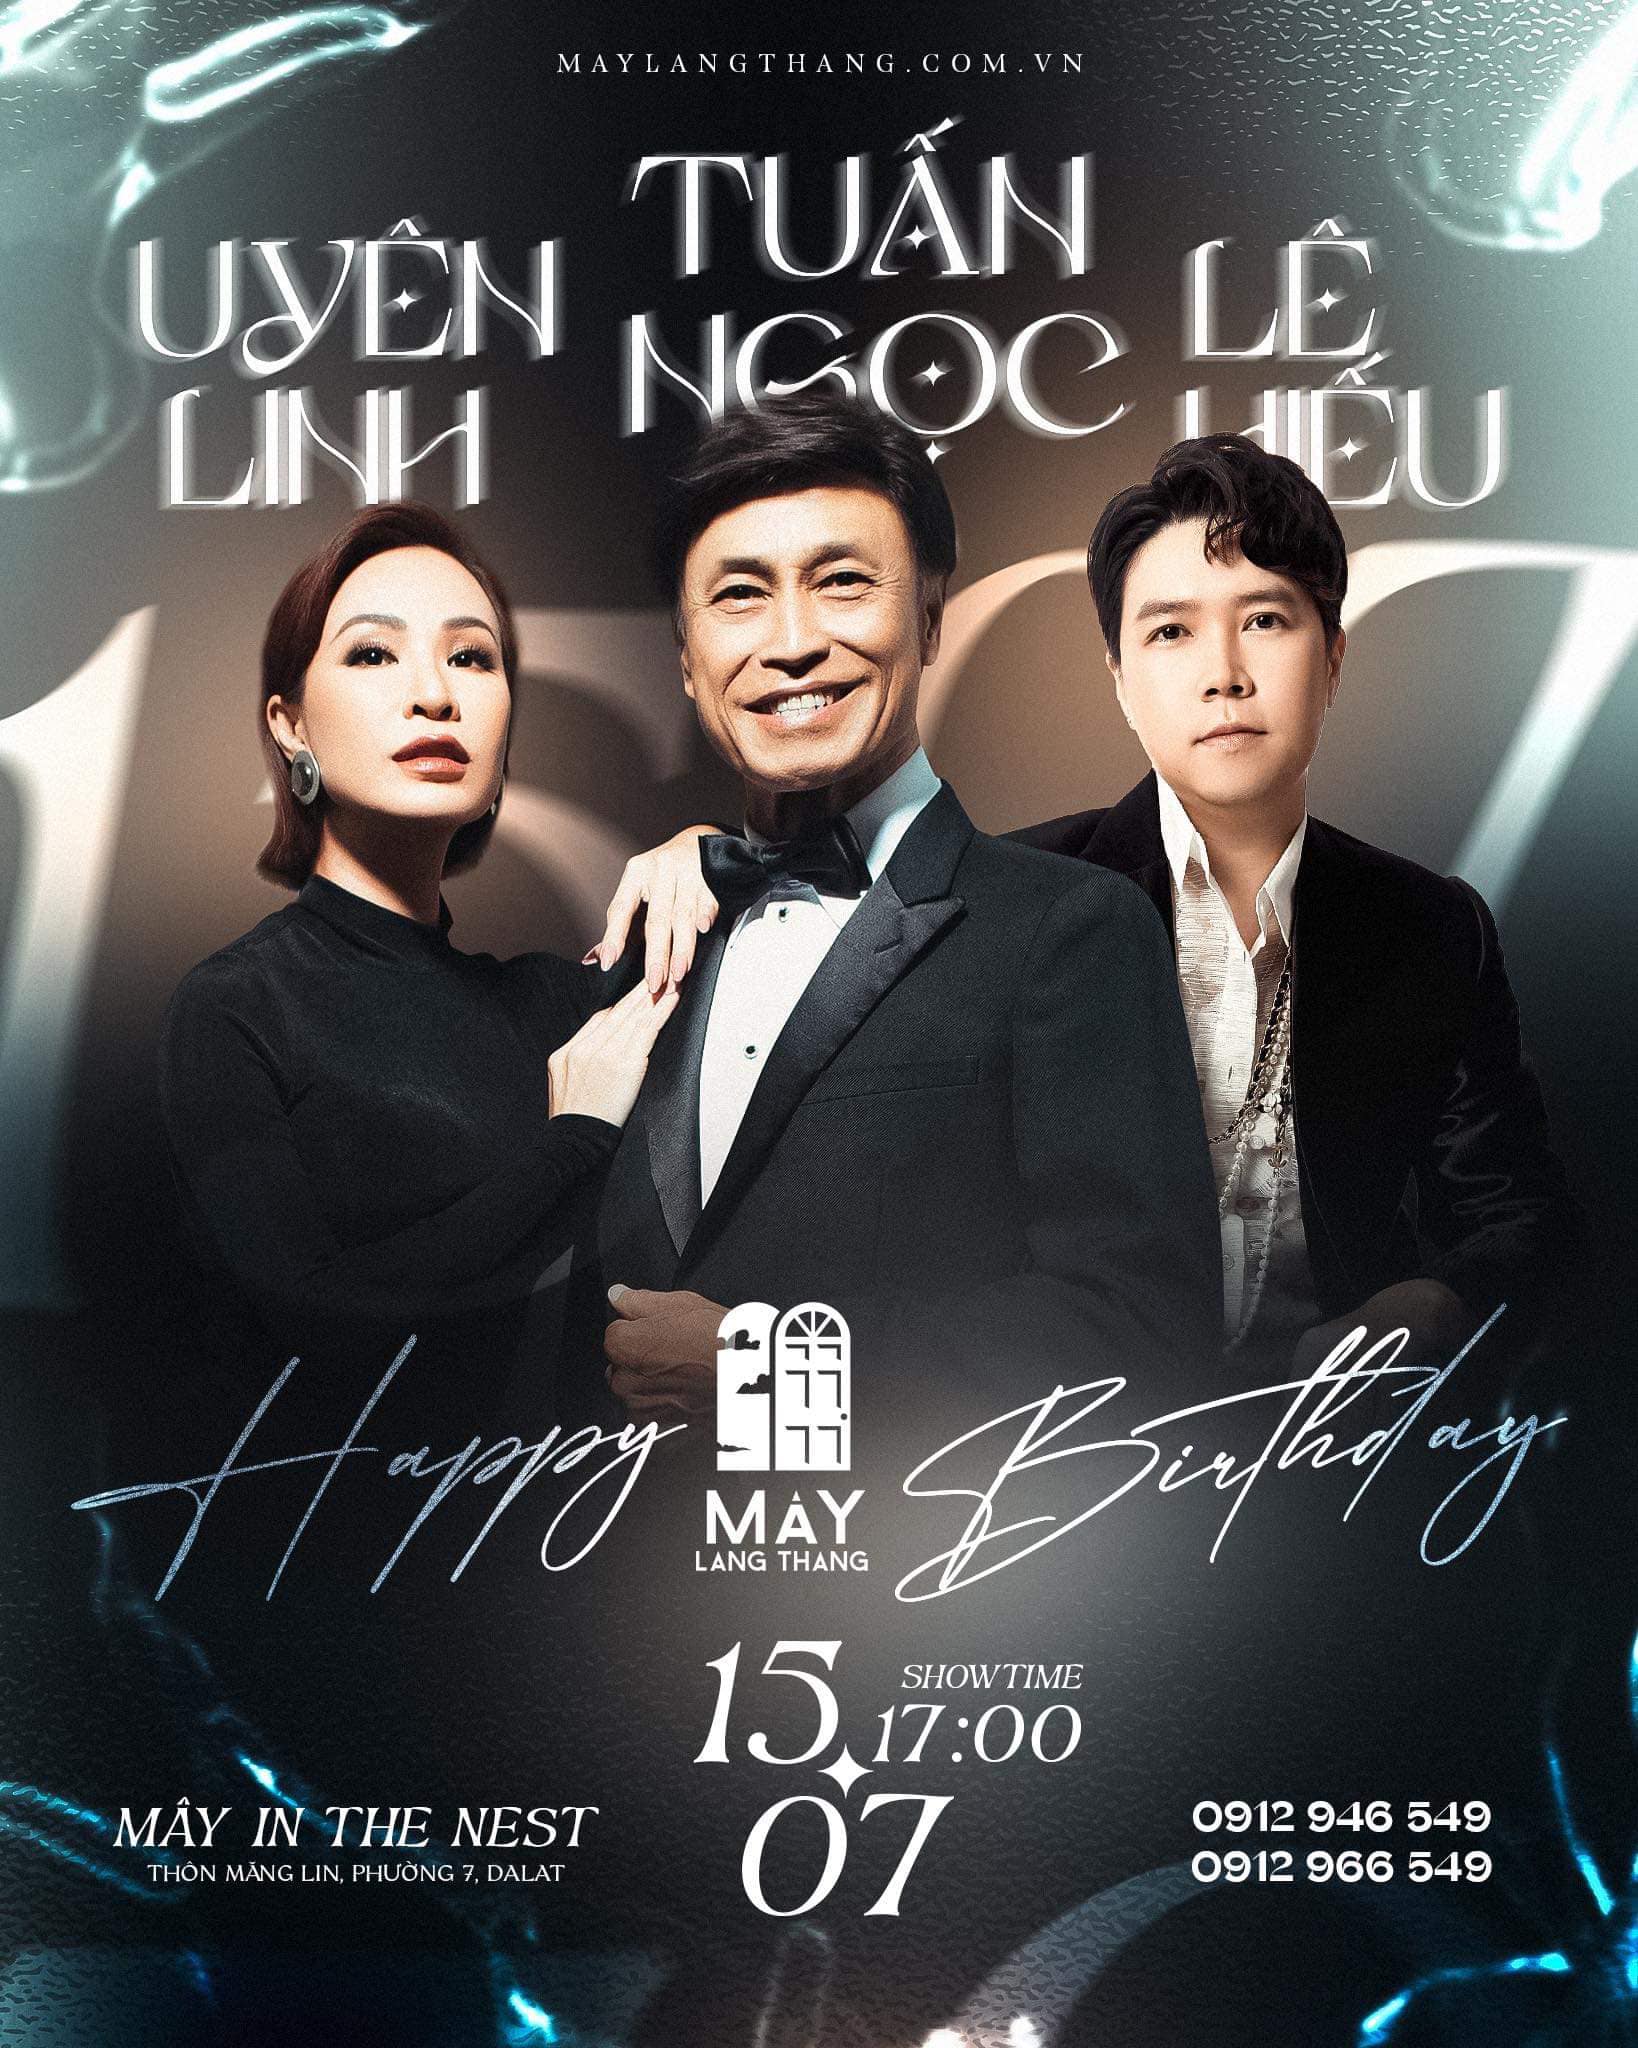 MAYLANGTHANG.COM.VN
UYÊN
LINH
TUẤN
NGỌC
LÊ
HIẾU
Happy
MÂY
LANG THANG
Birthday
15
SHOWTIME
17:00
07
MÂY IN THE NEST
THÔN MĂNG LIN, PHƯỜNG 7, DALAT
0912 946 549
0912 966 549